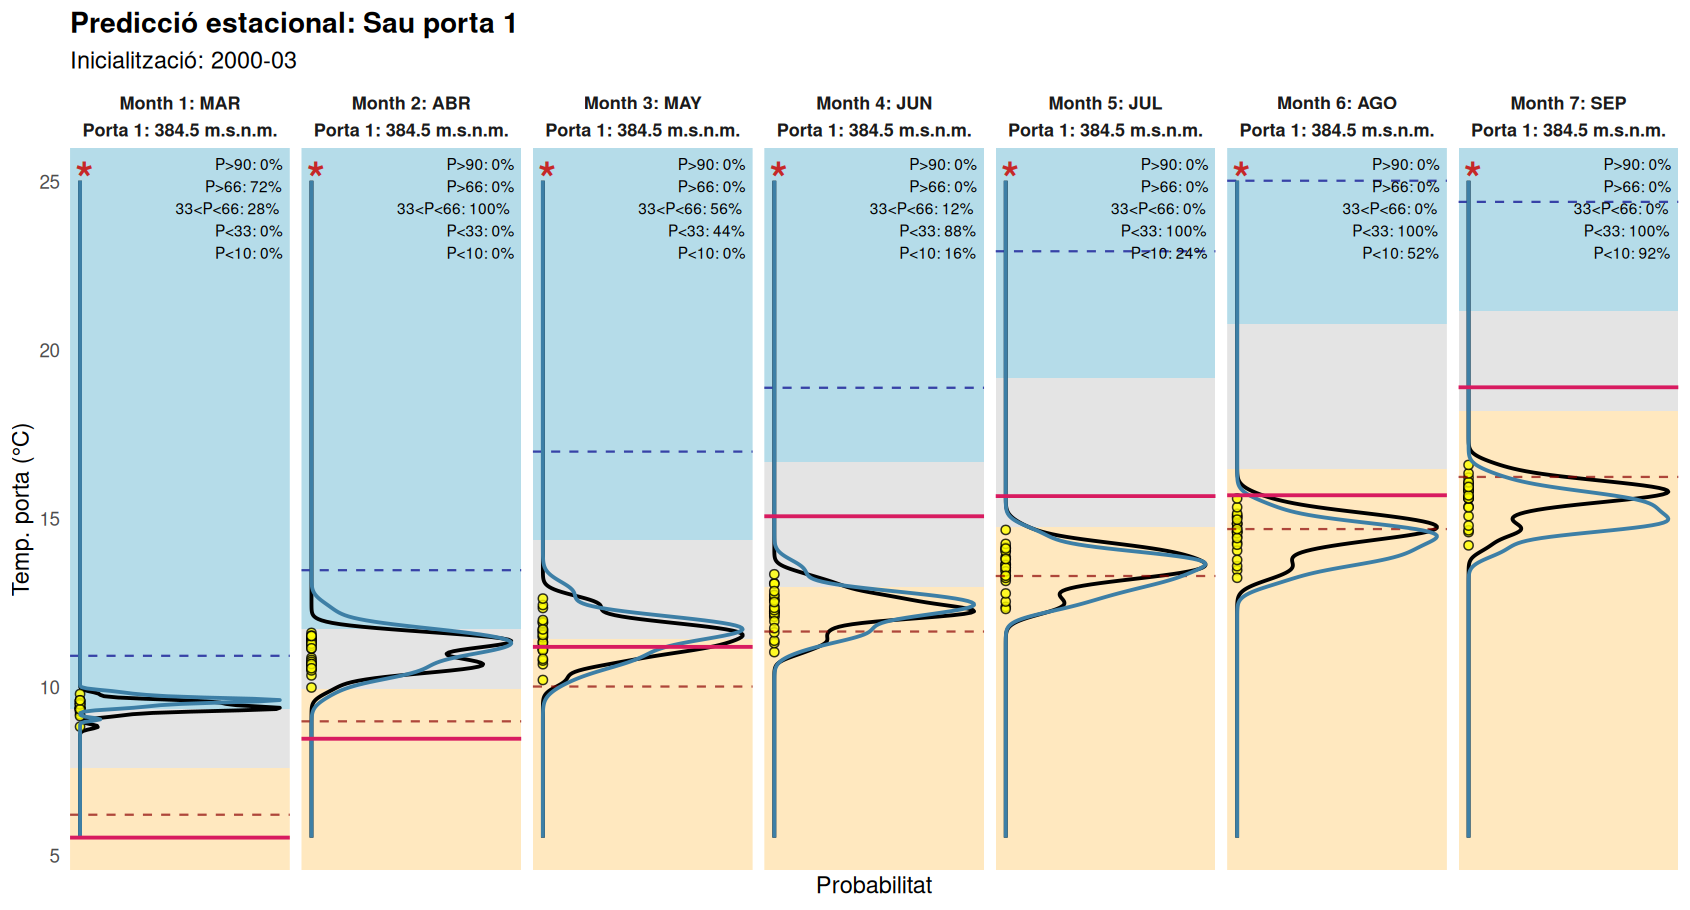 Predicció estacional: Sau porta 1
Inicialització: 2000-03
Month 1: MAR
Porta 1: 384.5 m.s.n.m.
Month 2: ABR
Porta 1: 384.5 m.s.n.m.
Month 3: MAY
Porta 1: 384.5 m.s.n.m.
Month 4: JUN
Porta 1: 384.5 m.s.n.m.
Month 5: JUL
Porta 1: 384.5 m.s.n.m.
Month 6: AGO
Porta 1: 384.5 m.s.n.m.
Month 7: SEP
Porta 1: 384.5 m.s.n.m.
*
P>90: 0%
P>66: 72%
33<P<66: 28%
P<33: 0%
P<10: 0%
*
P>90: 0%
P>66: 0%
33<P<66: 100%
P<33: 0%
P<10: 0%
*
P>90: 0%
P>66: 0%
33<P<66: 56%
P<33: 44%
P<10: 0%
*
P>90: 0%
P>66: 0%
33<P<66: 12%
P<33: 88%
P<10: 16%
*
P>90: 0%
P>66: 0%
33<P<66: 0%
P<33: 100%
P<10: 24%
*
P>90: 0%
P>66: 0%
33<P<66: 0%
P<33: 100%
P<10: 52%
*
P>90: 0%
P>66: 0%
33<P<66: 0%
P<33: 100%
P<10: 92%
25
20
15
10
5
Temp. porta (°C)
Probabilitat